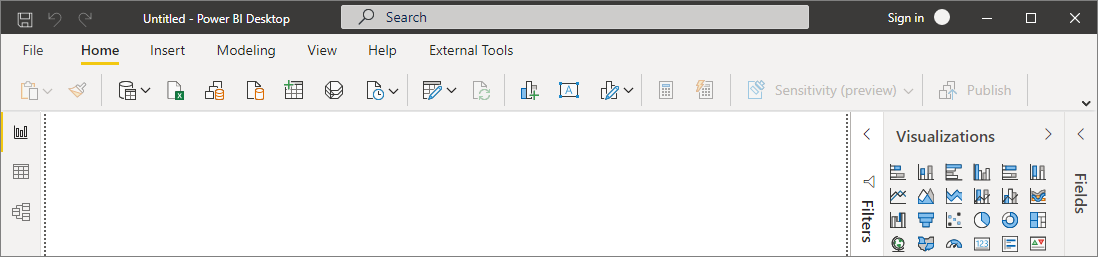 Untitled - Power BI Desktop
Search
Sign in
File Home Insert Modeling View Help External Tools
Sensitivity (preview) Publish
Visualizations
Filters
Fields
123